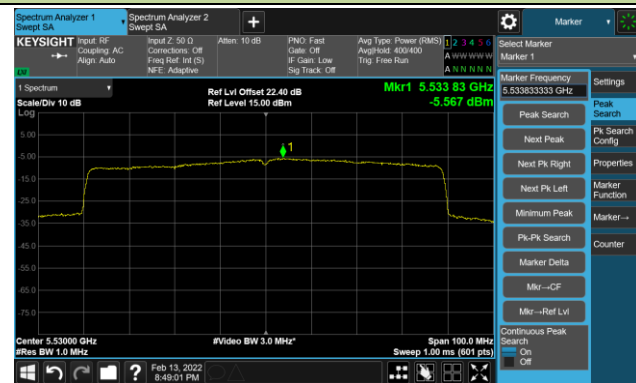 Spectrum Analyzer 1
Swept SA
Spectrum Analyzer 2
Swept SA
+
Marker
KEYSIGHT
Input: RF
Coupling: AC
Align: Auto
Input Z: 50 Ω
Corrections: Off
Freq Ref: Int (S)
NFE: Adaptive
Atten: 10 dB
PNO: Fast
Gate: Off
IF Gain: Low
Sig Track: Off
Avg Type: Power (RMS)
Avg|Hold: 400/400
Trig: Free Run
1 2 3 4 5 6
A W W W W W
A N N N N N
LXI
Select Marker
Marker 1
1 Spectrum
Scale/Div 10 dB
Log
Ref Lvl Offset 22.40 dB
Ref Level 15.00 dBm
Mkr1 5.533 83 GHz
-5.567 dBm
5.00
-5.00
-15.0
-25.0
-35.0
-45.0
-55.0
-65.0
-75.0
1
Center 5.53000 GHz
#Res BW 1.0 MHz
#Video BW 3.0 MHz*
Span 100.0 MHz
Sweep 1.00 ms (601 pts)
Marker Frequency
5.533833333 GHz
Peak Search
Next Peak
Next Pk Right
Next Pk Left
Minimum Peak
Pk-Pk Search
Marker Delta
Mkr→CF
Mkr→Ref Lvl
Continuous Peak
Search
On
Off
Settings
Peak
Search
Pk Search
Config
Properties
Marker
Function
Marker→
Counter
?
Feb 13, 2022
8:49:01 PM